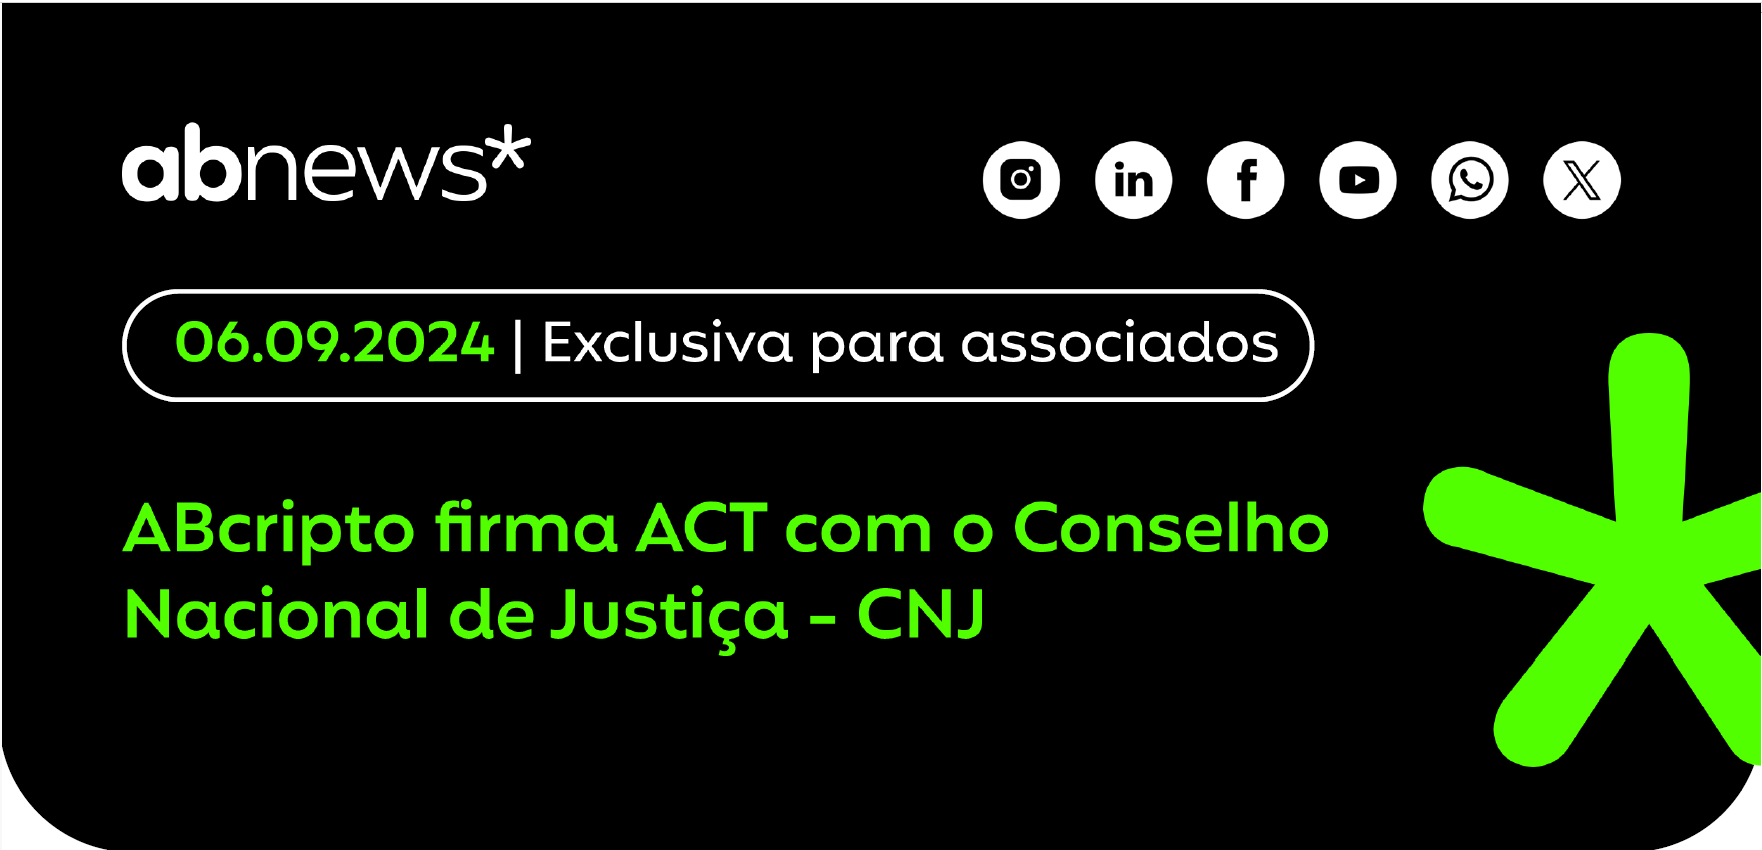 abnews*
06.09.2024 | Exclusiva para associados
ABcripto firma ACT com o Conselho
Nacional de Justiça - CNJ